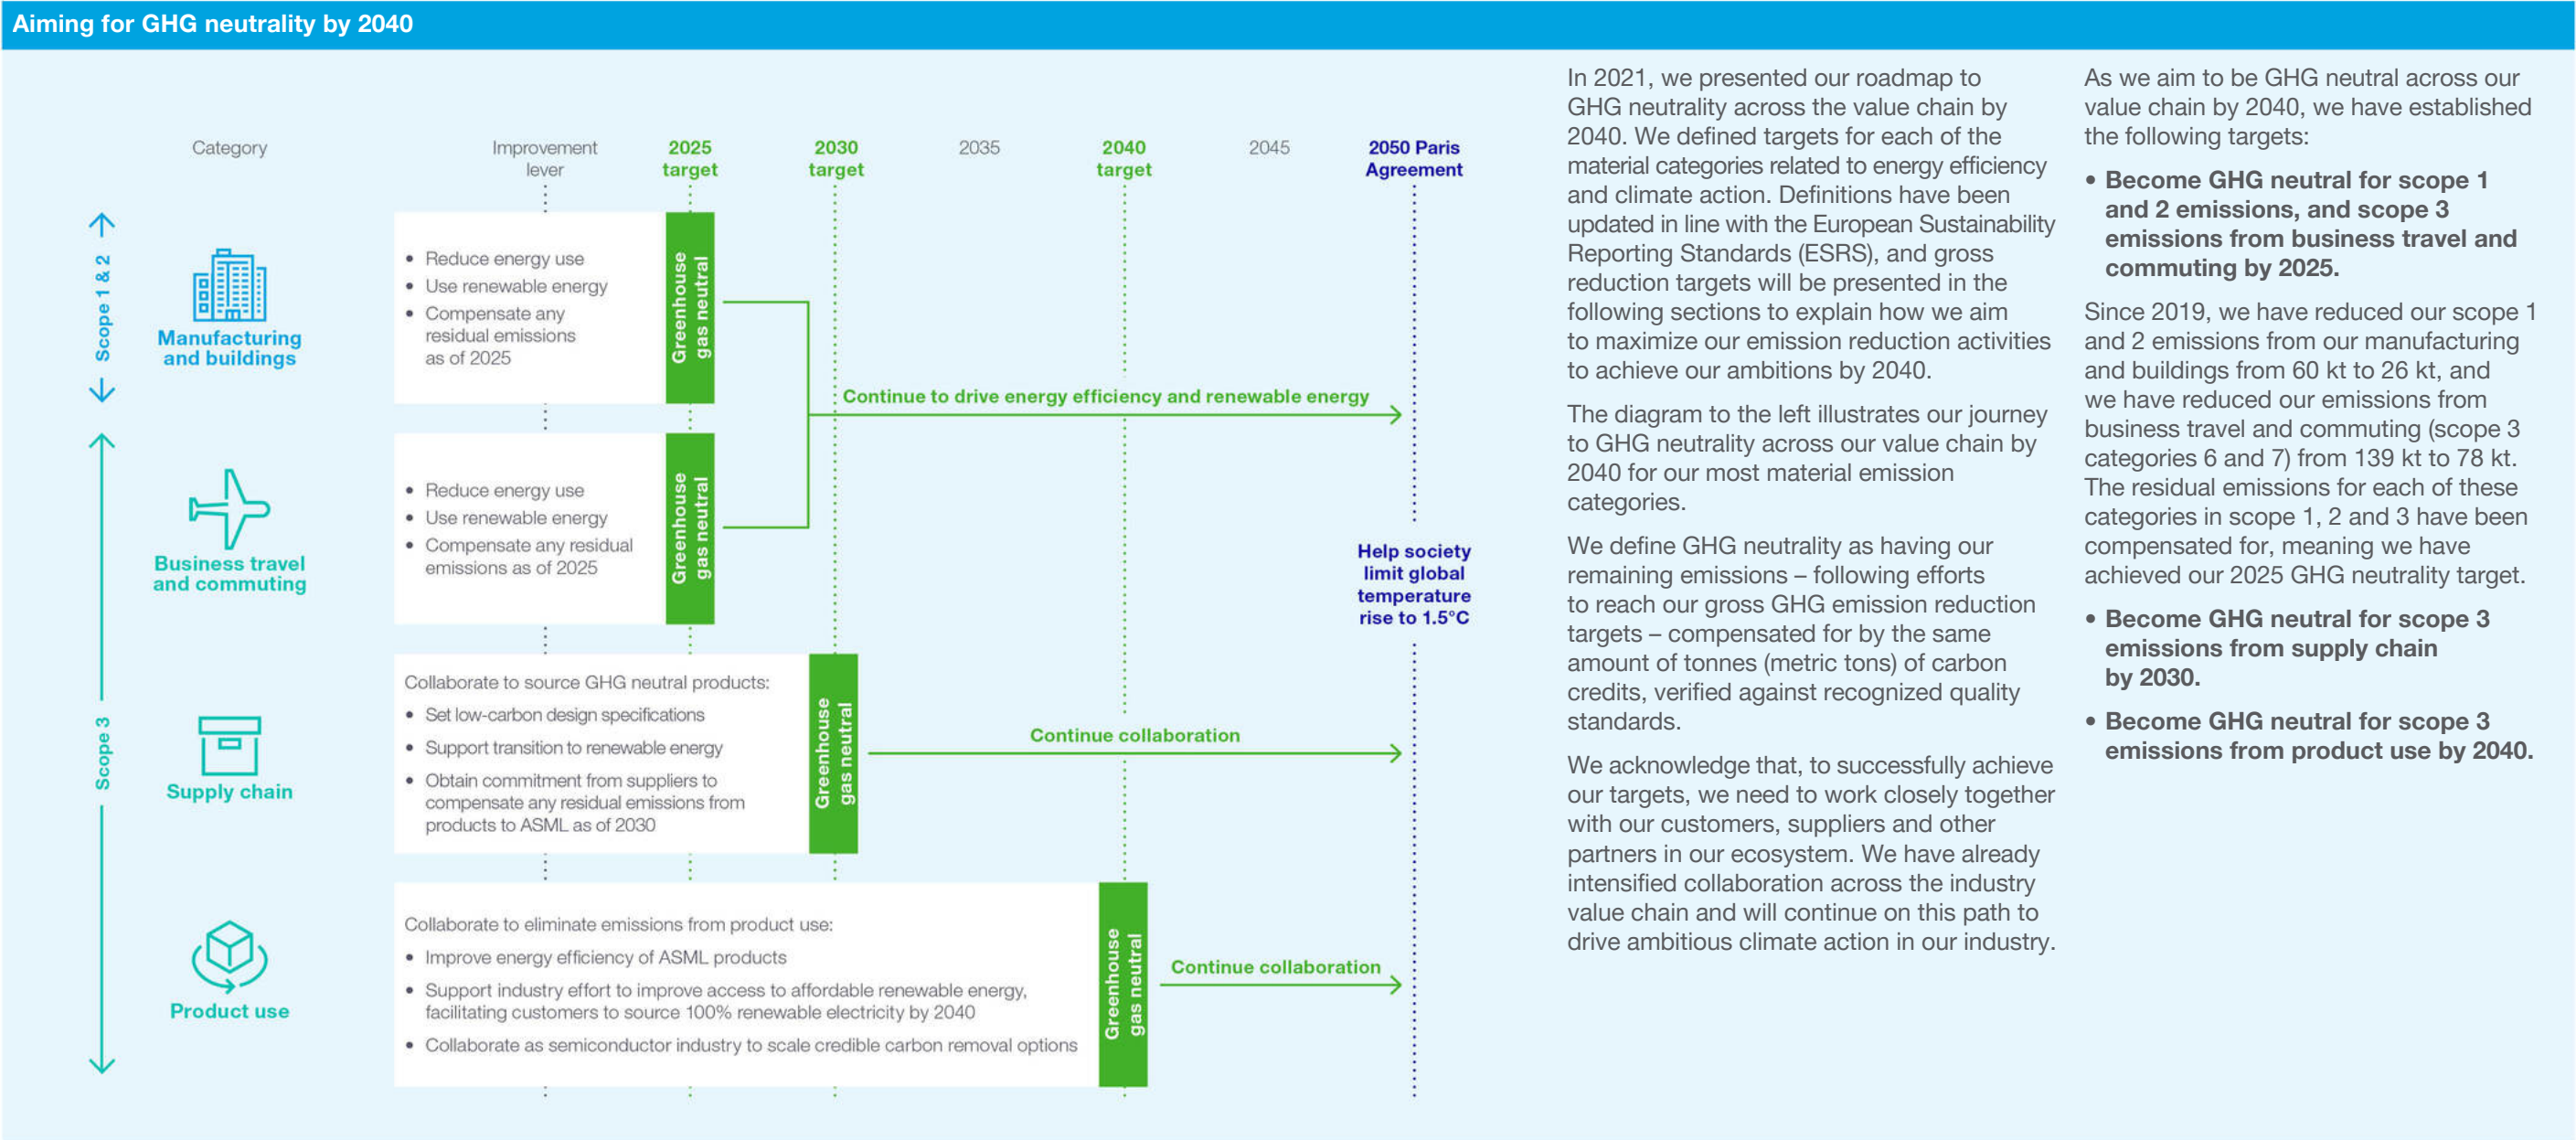 Aiming for GHG neutrality by 2040
Category
Improvement
lever
2025
target
2030
target
2035
2040
target
2045
2050 Paris
Agreement
Scope 1 & 2
Manufacturing
and buildings
• Reduce energy use
• Use renewable energy
• Compensate any
residual emissions
as of 2025
Greenhouse
gas neutral
Continue to drive energy efficiency and renewable energy
Scope 3
Business travel
and commuting
• Reduce energy use
• Use renewable energy
• Compensate any residual
emissions as of 2025
Greenhouse
gas neutral
Help society
limit global
temperature
rise to 1.5°C
Supply chain
Collaborate to source GHG neutral products:
• Set low-carbon design specifications
• Support transition to renewable energy
• Obtain commitment from suppliers to
compensate any residual emissions from
products to ASML as of 2030
Greenhouse
gas neutral
Continue collaboration
Product use
Collaborate to eliminate emissions from product use:
• Improve energy efficiency of ASML products
• Support industry effort to improve access to affordable renewable energy,
facilitating customers to source 100% renewable electricity by 2040
• Collaborate as semiconductor industry to scale credible carbon removal options
Greenhouse
gas neutral
Continue collaboration
In 2021, we presented our roadmap to
GHG neutrality across the value chain by
2040. We defined targets for each of the
material categories related to energy efficiency
and climate action. Definitions have been
updated in line with the European Sustainability
Reporting Standards (ESRS), and gross
reduction targets will be presented in the
following sections to explain how we aim
to maximize our emission reduction activities
to achieve our ambitions by 2040.
The diagram to the left illustrates our journey
to GHG neutrality across our value chain by
2040 for our most material emission
categories.
We define GHG neutrality as having our
remaining emissions – following efforts
to reach our gross GHG emission reduction
targets – compensated for by the same
amount of tonnes (metric tons) of carbon
credits, verified against recognized quality
standards.
We acknowledge that, to successfully achieve
our targets, we need to work closely together
with our customers, suppliers and other
partners in our ecosystem. We have already
intensified collaboration across the industry
value chain and will continue on this path to
drive ambitious climate action in our industry.
As we aim to be GHG neutral across our
value chain by 2040, we have established
the following targets:
• Become GHG neutral for scope 1
and 2 emissions, and scope 3
emissions from business travel and
commuting by 2025.
Since 2019, we have reduced our scope 1
and 2 emissions from our manufacturing
and buildings from 60 kt to 26 kt, and
we have reduced our emissions from
business travel and commuting (scope 3
categories 6 and 7) from 139 kt to 78 kt.
The residual emissions for each of these
categories in scope 1, 2 and 3 have been
compensated for, meaning we have
achieved our 2025 GHG neutrality target.
• Become GHG neutral for scope 3
emissions from supply chain
by 2030.
• Become GHG neutral for scope 3
emissions from product use by 2040.